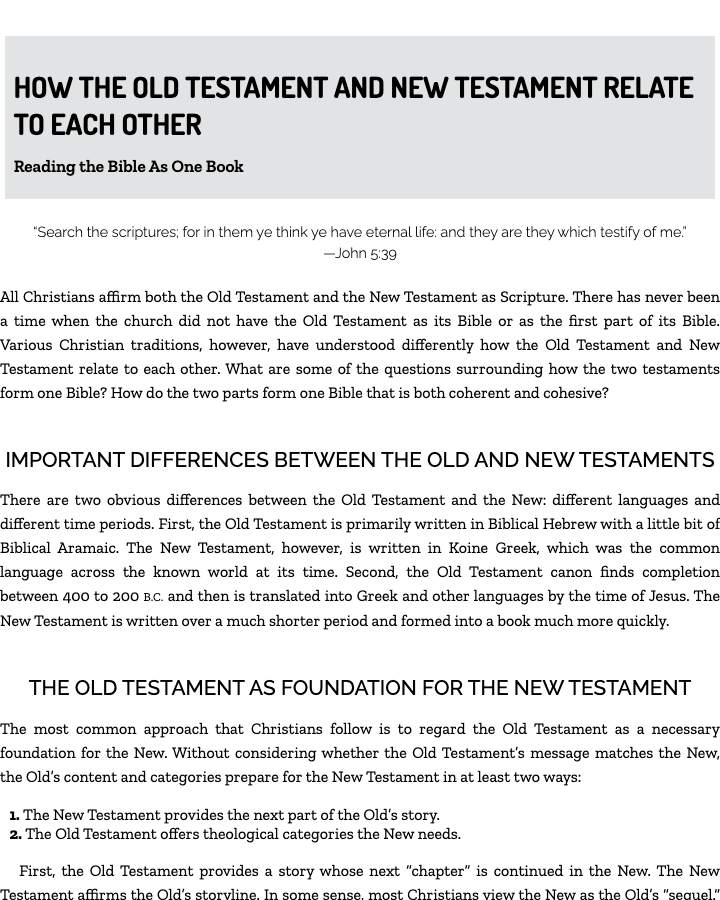 HOW THE OLD TESTAMENT AND NEW TESTAMENT RELATE
TO EACH OTHER
Reading the Bible As One Book
“Search the scriptures; for in them ye think ye have eternal life: and they are they which testify of me.”
—John 5:39
All Christians affirm both the Old Testament and the New Testament as Scripture. There has never been
a time when the church did not have the Old Testament as its Bible or as the first part of its Bible.
Various Christian traditions, however, have understood differently how the Old Testament and New
Testament relate to each other. What are some of the questions surrounding how the two testaments
form one Bible? How do the two parts form one Bible that is both coherent and cohesive?
IMPORTANT DIFFERENCES BETWEEN THE OLD AND NEW TESTAMENTS
There are two obvious differences between the Old Testament and the New: different languages and
different time periods. First, the Old Testament is primarily written in Biblical Hebrew with a little bit of
Biblical Aramaic. The New Testament, however, is written in Koine Greek, which was the common
language across the known world at its time. Second, the Old Testament canon finds completion
between 400 to 200 B.C. and then is translated into Greek and other languages by the time of Jesus. The
New Testament is written over a much shorter period and formed into a book much more quickly.
THE OLD TESTAMENT AS FOUNDATION FOR THE NEW TESTAMENT
The most common approach that Christians follow is to regard the Old Testament as a necessary
foundation for the New. Without considering whether the Old Testament’s message matches the New,
the Old’s content and categories prepare for the New Testament in at least two ways:
1. The New Testament provides the next part of the Old’s story.
2. The Old Testament offers theological categories the New needs.
First, the Old Testament provides a story whose next “chapter” is continued in the New. The New
Testament affirms the Old’s storyline. In some sense, most Christians view the New as the Old’s “sequel.”